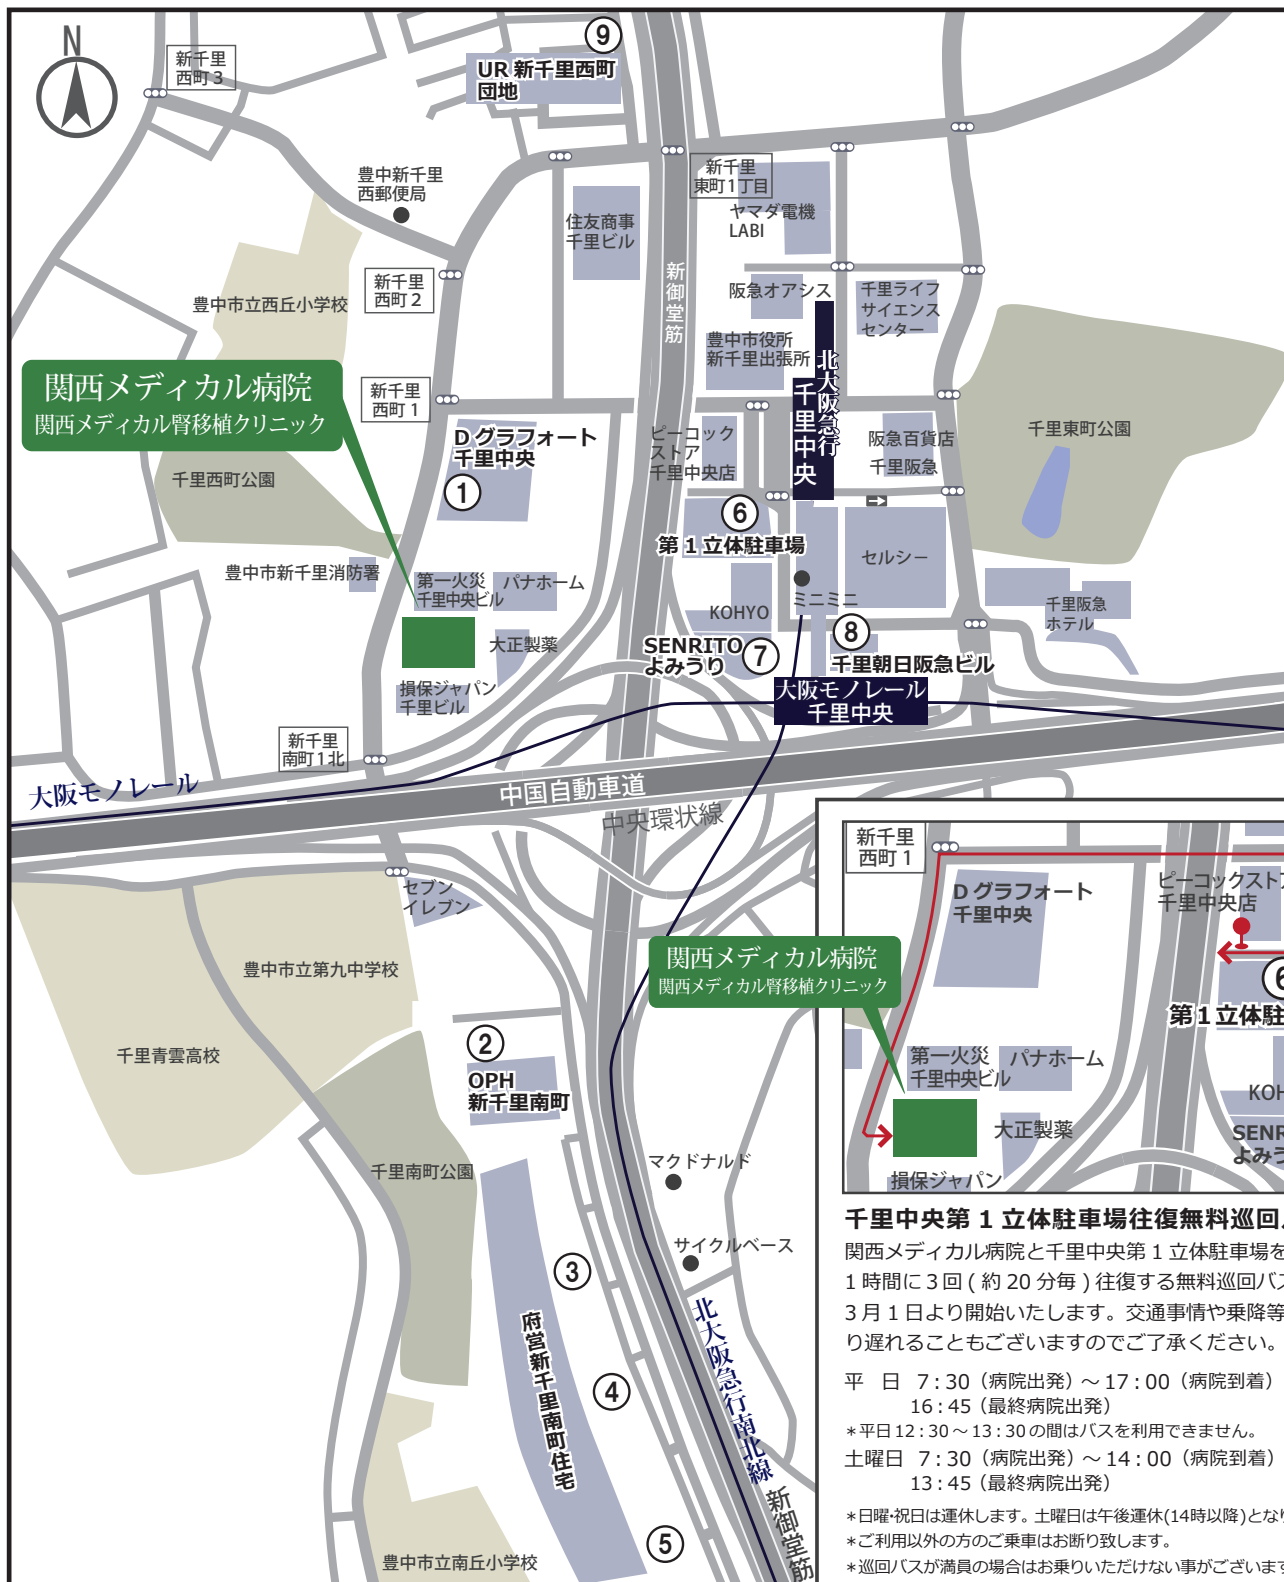 N
新千里
西町3
⑨
UR 新千里西町
団地
豊中新千里
西郵便局
新千里
東町1丁目
ヤマダ電機
LABI
住友商事
千里ビル
新千里
西町2
新御堂筋
阪急オアシス
千里ライフ
サイエンス
センター
豊中市立西丘小学校
豊中市役所
新千里出張所
北大阪急行
千里中央
関西メディカル病院
関西メディカル腎移植クリニック
新千里
西町1
Dグラフォート
千里中央
①
ピーコック
ストア
千里中央店
阪急百貨店
千里阪急
千里東町公園
千里西町公園
⑥
第1立体駐車場
セルシー
豊中市新千里消防署
第一火災
千里中央ビル
パナホーム
ミニミニ
KOHYO
千里阪急
ホテル
大正製薬
SENRITO
よみうり
⑦
⑧
千里朝日阪急ビル
損保ジャパン
千里ビル
大阪モノレール
千里中央
新千里
南町1北
大阪モノレール
中国自動車道
中央環状線
セブン
イレブン
豊中市立第九中学校
千里青雲高校
②
OPH
新千里南町
千里南町公園
マクドナルド
サイクルベース
③
府営新千里南町住宅
④
北大阪急行南北線
新御堂筋
⑤
豊中市立南丘小学校
新千里
西町1
Dグラフォート
千里中央
ピーコックスト
千里中央店
関西メディカル病院
関西メディカル腎移植クリニック
第1立体駐
第一火災
千里中央ビル
パナホーム
KOH
大正製薬
SENR
よみう
損保ジャパン
千里中央第1立体駐車場往復無料巡回
関西メディカル病院と千里中央第1立体駐車場を
1時間に3回(約20分毎)往復する無料巡回バス
3月1日より開始いたします。交通事情や乗降等
り遅れることもございますのでご了承ください。
平 日 7:30(病院出発)～17:00(病院到着)
16:45(最終病院出発)
*平日12:30～13:30の間はバスを利用できません。
土曜日 7:30(病院出発)～14:00(病院到着)
13:45(最終病院出発)
*日曜・祝日は運休します。土曜日は午後運休(14時以降)とな
*ご利用以外の方のご乗車はお断り致します。
*巡回バスが満員の場合はお乗りいただけない事がございます